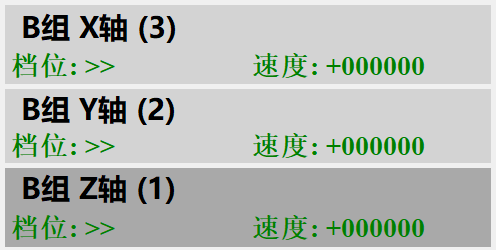 B组 X轴 (3)
档位: >> 速度: +000000
B组 Y轴 (2)
档位: >> 速度: +000000
B组 Z轴 (1)
档位: >> 速度: +000000